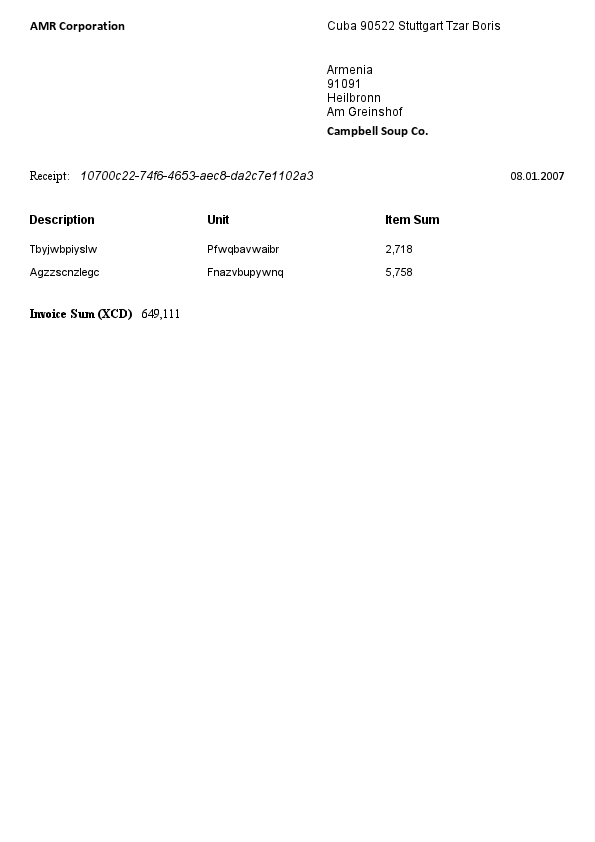 AMR Corporation
Cuba 90522 Stuttgart Tzar Boris
Armenia
91091
Heilbronn
Am Greinshof
Campbell Soup Co.
Receipt: 10700c22-74f6-4653-aec8-da2c7e1102a3 08.01.2007
Description Unit Item Sum
Tbyjwbpiyslw Pfwqbavwaibr 2,718
Agzzscnzlegc Fnazvbupywnq 5,758
Invoice Sum (XCD) 649,111